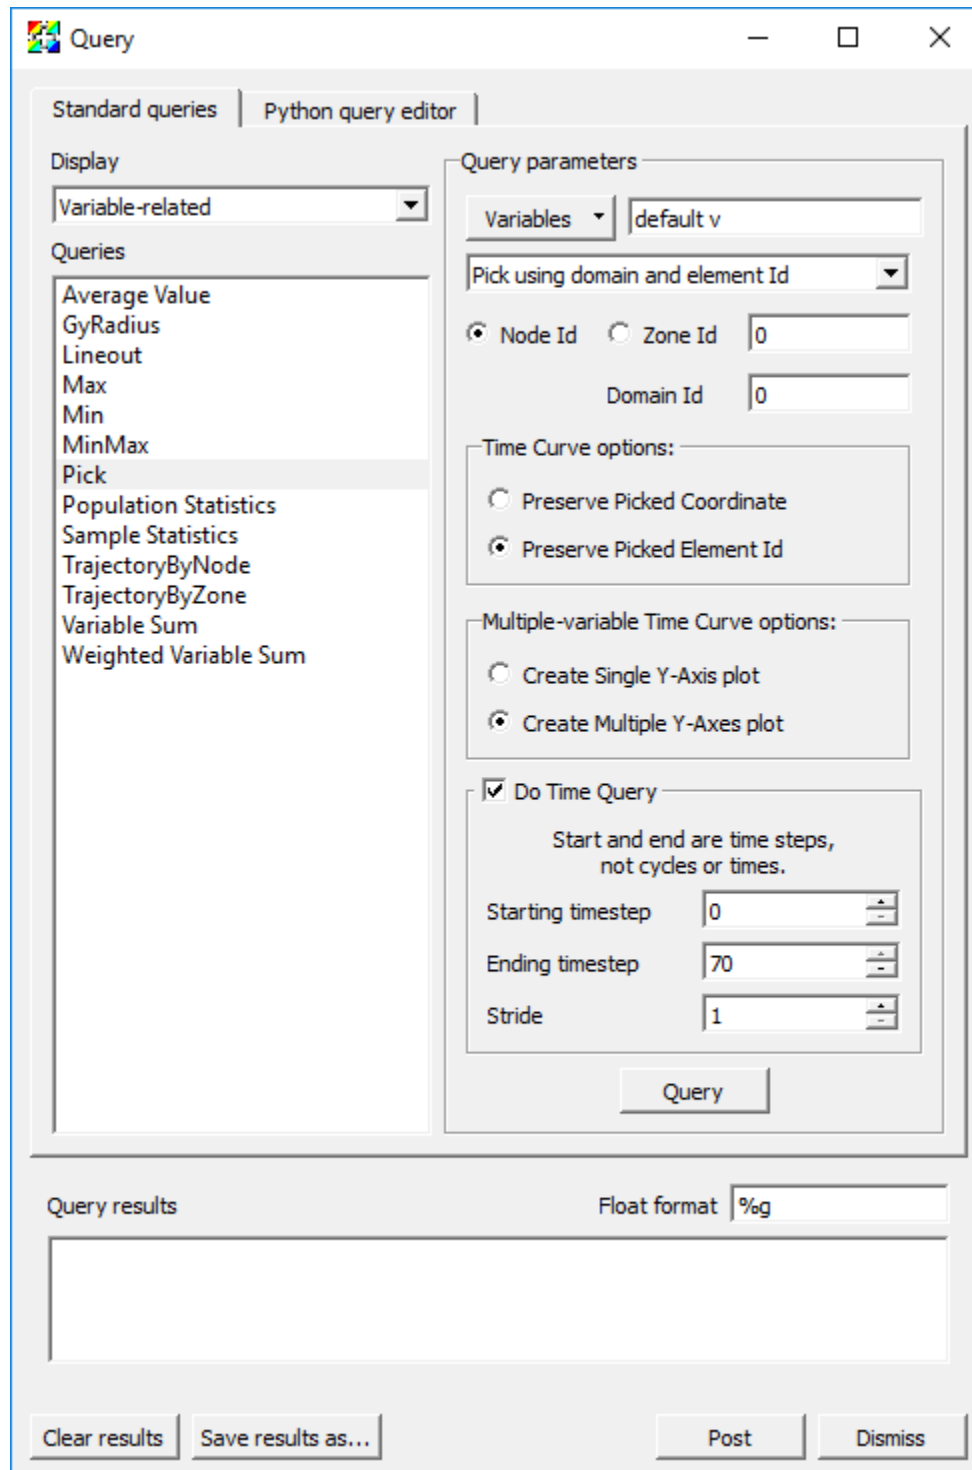 Query
Standard queries
Python query editor
Display
Variable-related
Queries
Average Value
GyRadius
Lineout
Max
Min
MinMax
Pick
Population Statistics
Sample Statistics
TrajectoryByNode
TrajectoryByZone
Variable Sum
Weighted Variable Sum
Query parameters
Variables default v
Pick using domain and element Id
Node Id Zone Id 0
Domain Id 0
Time Curve options:
Preserve Picked Coordinate
Preserve Picked Element Id
Multiple-variable Time Curve options:
Create Single Y-Axis plot
Create Multiple Y-Axes plot
Do Time Query
Start and end are time steps,
not cycles or times.
Starting timestep 0
Ending timestep 70
Stride 1
Query
Query results
Float format %g
Clear results Save results as... Post Dismiss